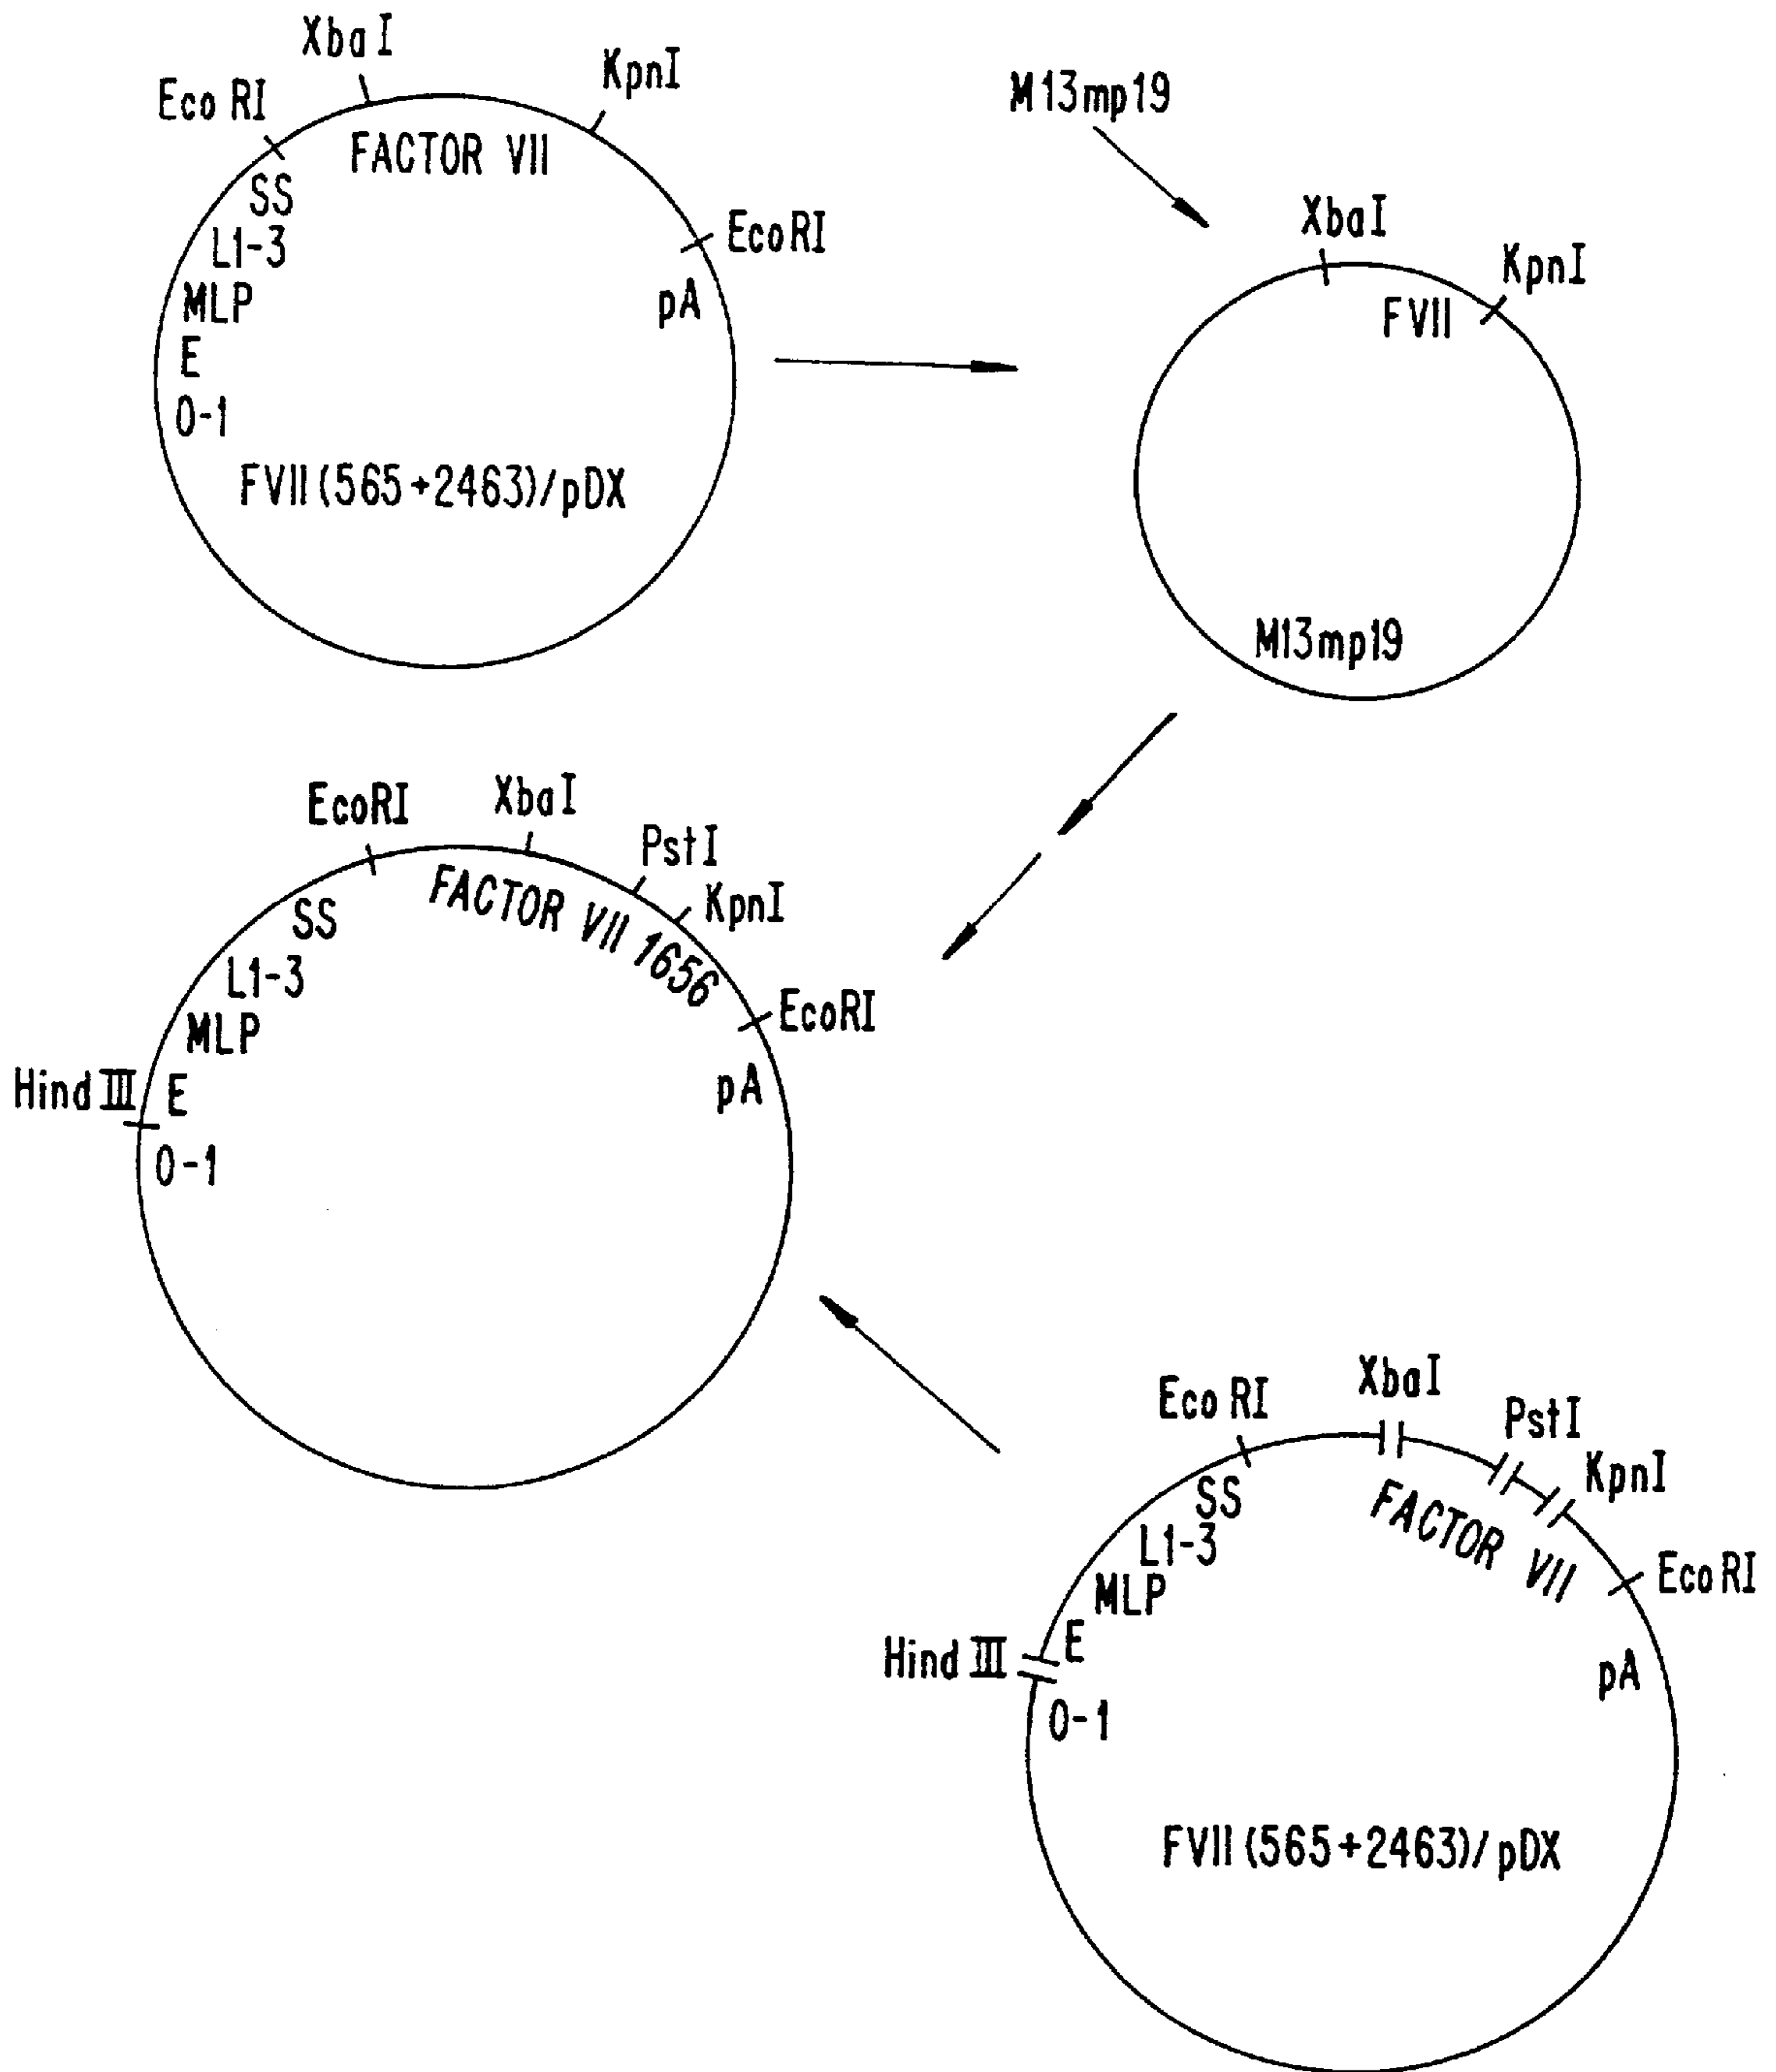 XbaI
KpnI
Eco RI
FACTOR VII
SS
L1-3
MLP
E
0-1
EcoRI
pA
FVII (565+2463)/pDX
M13mp19
XbaI
KpnI
FVII
M13mp19
EcoRI
XbaI
PstI
KpnI
FACTOR VII 1656
SS
L1-3
MLP
Hind III
E
0-1
EcoRI
pA
Eco RI
XbaI
PstI
KpnI
FACTOR VII
SS
L1-3
MLP
Hind III
E
0-1
Eco RI
pA
FVII (565+2463)/pDX